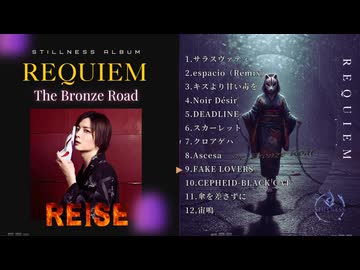 STILLNESS ALBUM
REQUIEM
The Bronze Road
REISE
1.サラスヴァティ
2.espacio（Remix
3.キスより甘い毒を
4.Noir Désir
5.DEADLINE
6.スカーレット
7.クロアゲハ
8.Ascesa
9.FAKE LOVERS
10.CEPHEID-BLACK CAT-
11.傘を差さずに
12.宙鳴
REQUIEM